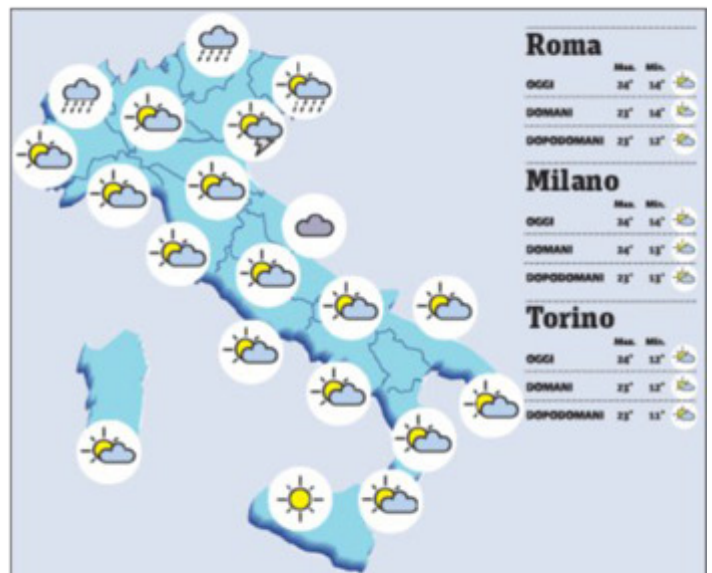 Roma
Max. Min.
OGGI 24° 14°
DOMANI 23° 14°
DOPODOMANI 23° 12°
Milano
Max. Min.
OGGI 24° 14°
DOMANI 24° 13°
DOPODOMANI 23° 13°
Torino
Max. Min.
OGGI 24° 12°
DOMANI 23° 12°
DOPODOMANI 23° 11°